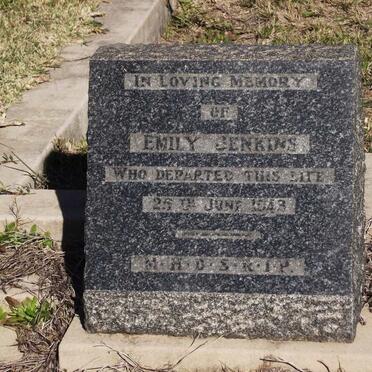 IN LOVING MEMORY
OF
EMILY JENKINS
WHO DEPARTED THIS LIFE
25TH JUNE 1943
M·H·D·S·R·I·P·